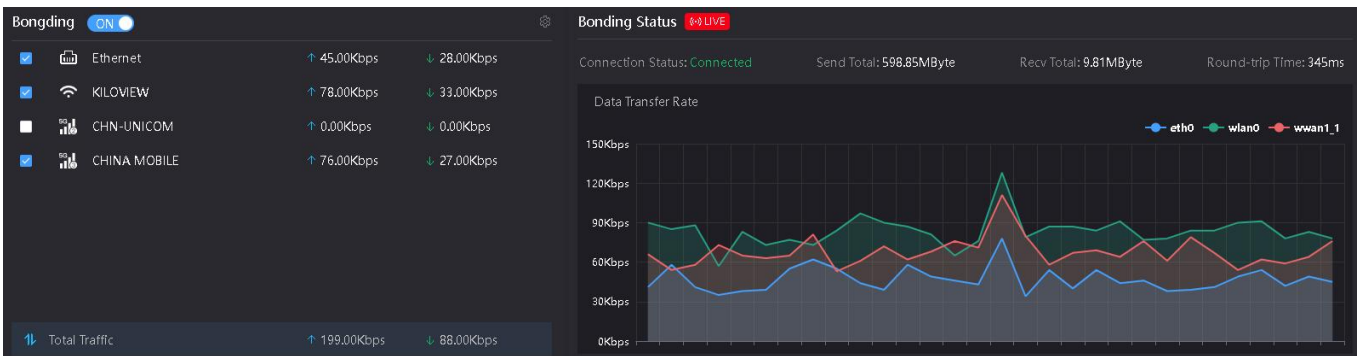 Bongding ON
Ethernet ↑ 45.00Kbps ↓ 28.00Kbps
KILOVIEW ↑ 78.00Kbps ↓ 33.00Kbps
5G CHN-UNICOM ↑ 0.00Kbps ↓ 0.00Kbps
5G CHINA MOBILE ↑ 76.00Kbps ↓ 27.00Kbps
Total Traffic ↑ 199.00Kbps ↓ 88.00Kbps
Bonding Status LIVE
Connection Status: Connected Send Total: 598.85MByte Recv Total: 9.81MByte Round-trip Time: 345ms
Data Transfer Rate
eth0 wlan0 wwan1_1
150Kbps
120Kbps
90Kbps
60Kbps
30Kbps
0Kbps